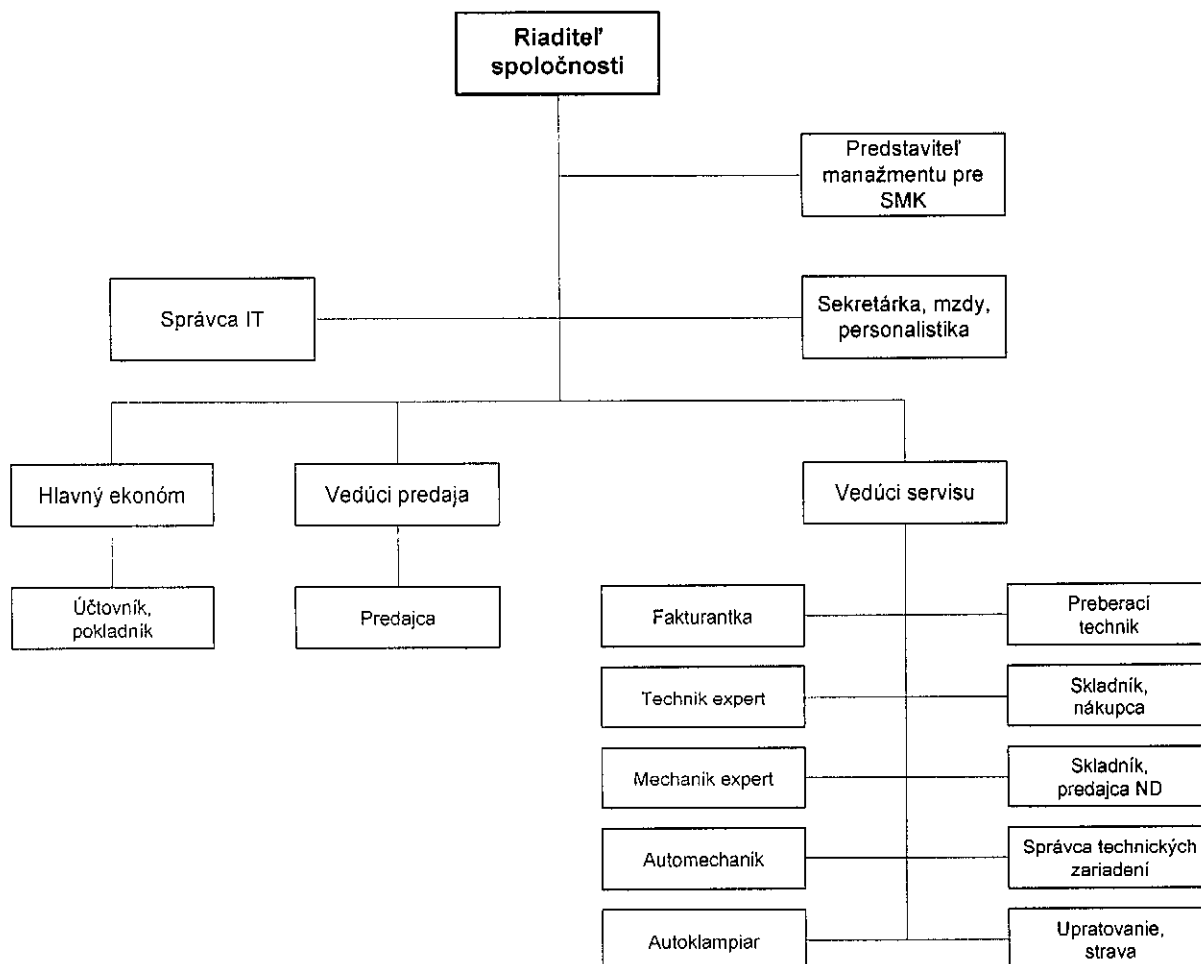 Riaditeľ
spoločnosti
Predstaviteľ
manažmentu pre
SMK
Správca IT
Sekretárka, mzdy,
personalistika
Hlavný ekonóm
Vedúci predaja
Vedúci servisu
Účtovník,
pokladník
Predajca
Fakturantka
Preberací
technik
Technik expert
Skladník,
nákupca
Mechanik expert
Skladník,
predajca ND
Automechanik
Správca technických
zariadení
Autoklampiar
Upratovanie,
strava